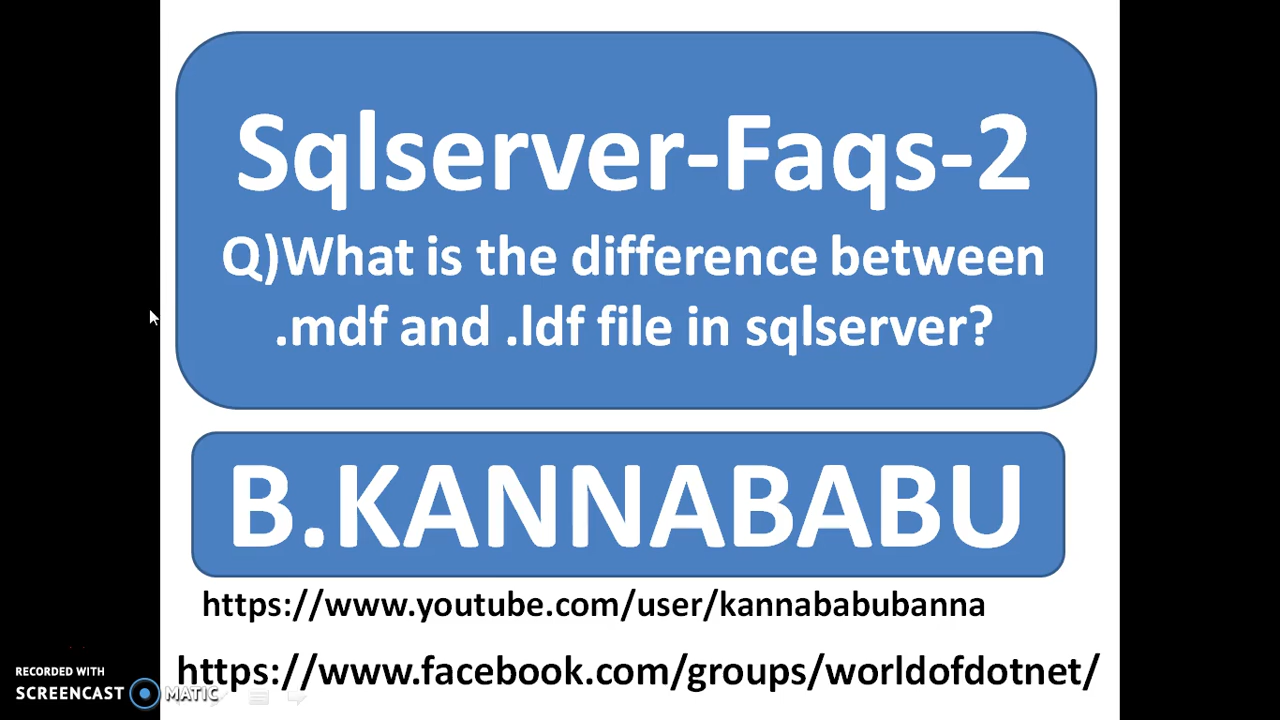 Sqlserver-Faqs-2
Q)What is the difference between
.mdf and .ldf file in sqlserver?
B.KANNABABU
https://www.youtube.com/user/kannababubanna
https://www.facebook.com/groups/worldofdotnet/
RECORDED WITH
SCREENCAST MATIC